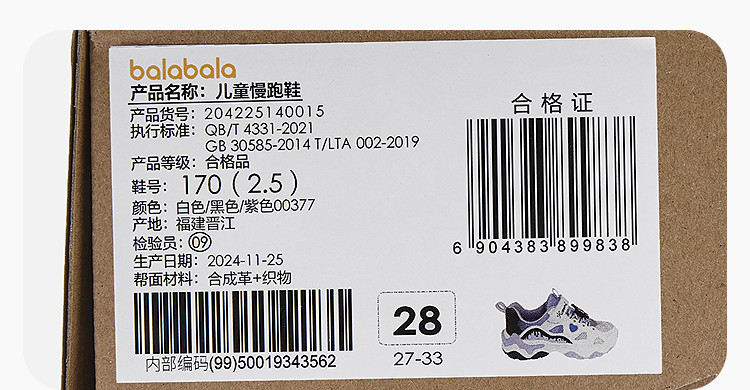 balabala
产品名称：儿童慢跑鞋
产品货号：204225140015
执行标准：QB/T 4331-2021
GB 30585-2014 T/LTA 002-2019
产品等级：合格品
鞋号：170（2.5）
颜色：白色/黑色/紫色00377
产地：福建晋江
检验员：09
生产日期：2024-11-25
帮面材料：合成革+织物
内部编码(99)50019343562
合格证
6 904383 899838
28
27-33